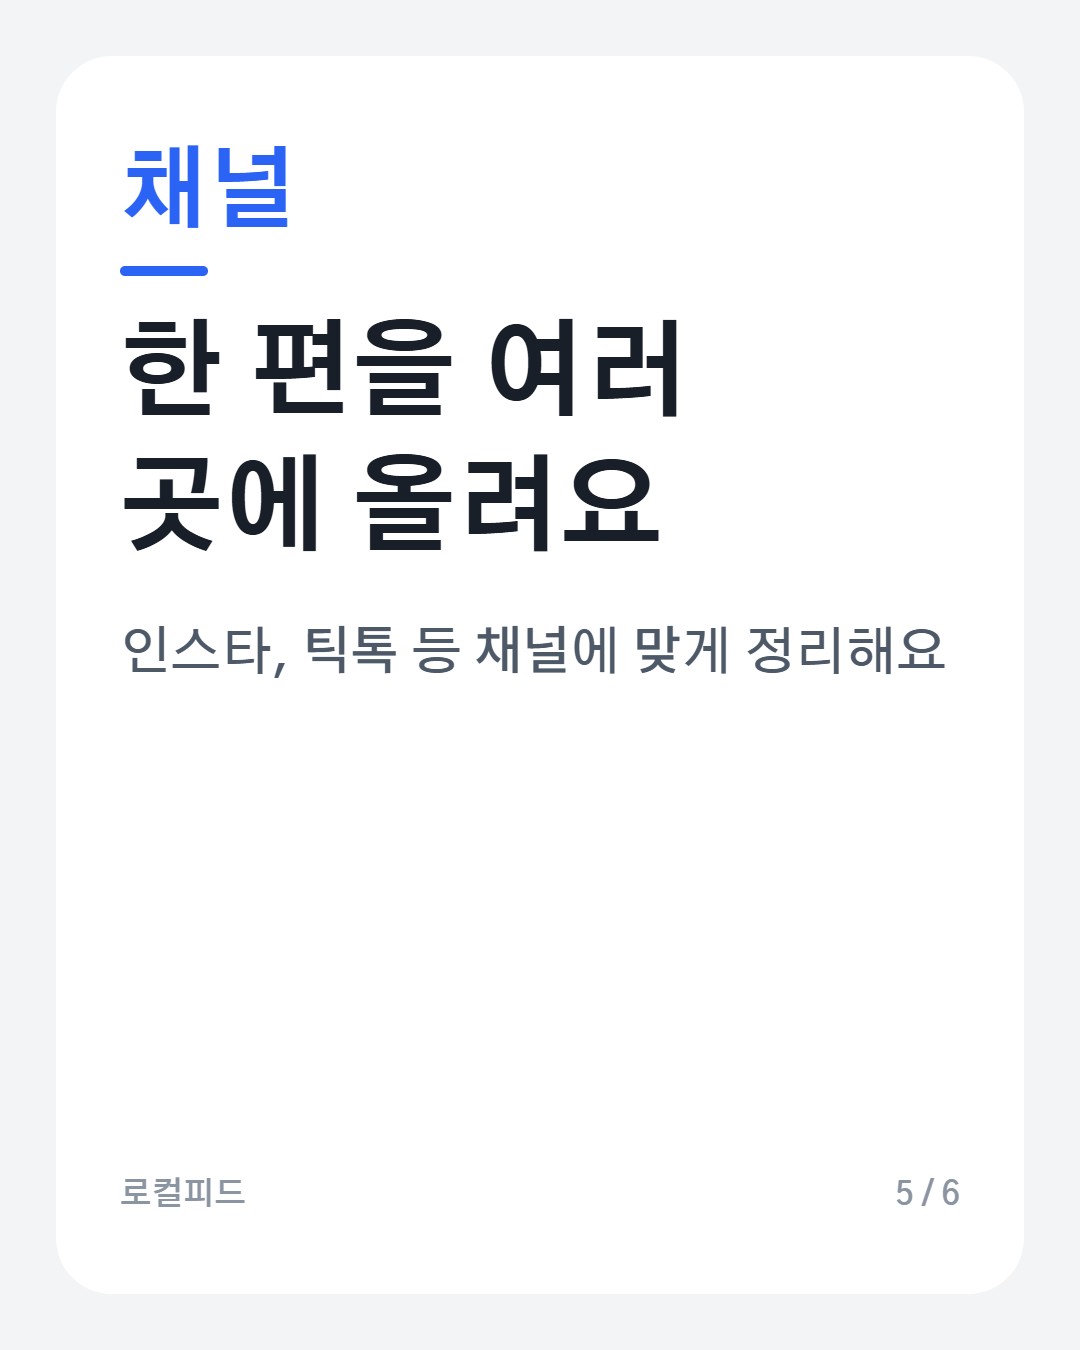 채널
한 편을 여러
곳에 올려요
인스타, 틱톡 등 채널에 맞게 정리해요
로컬피드
5 / 6